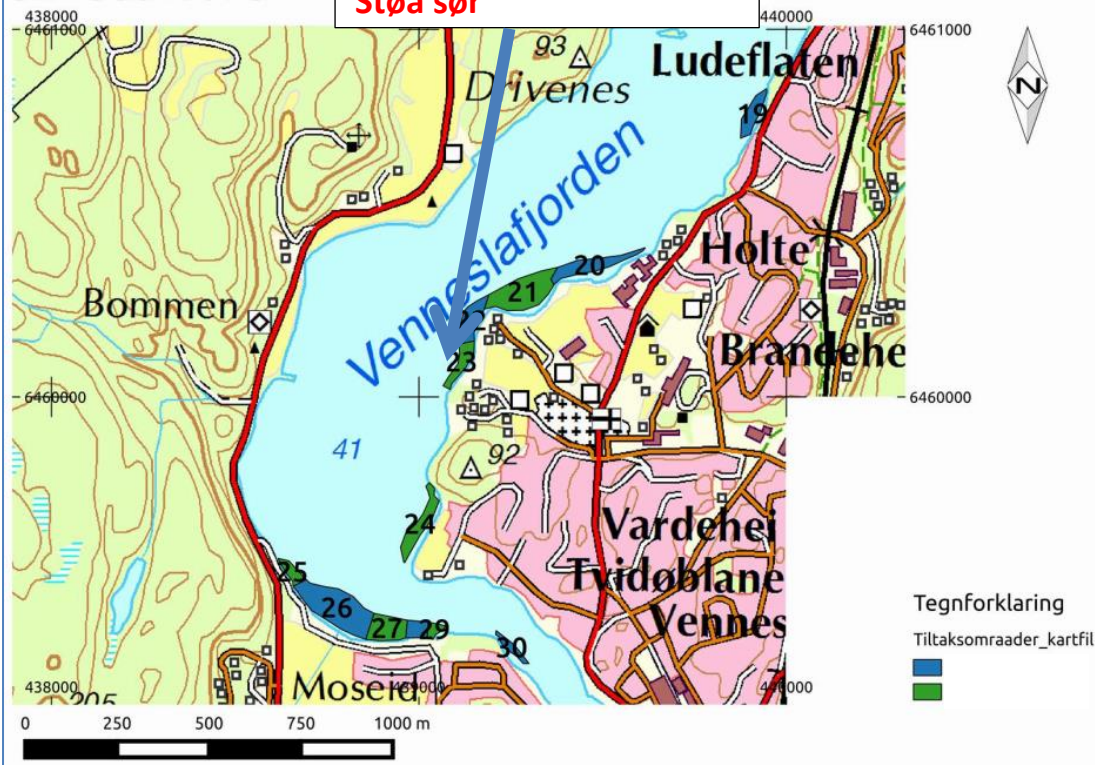 Støa sør
438000
440000
6461000
6461000
93
Ludeflaten
Drivenes
19
N
Venneslafjorden
Holte
20
21
Bommen
22
23
Brandehe
6460000
6460000
41
92
24
Vardehei
25
Tvidøblane
26
Vennes
27
29
30
Tegnforklaring
Tiltaksomraader_kartfil
438000
439000
440000
205
Moseid
0 250 500 750 1000 m